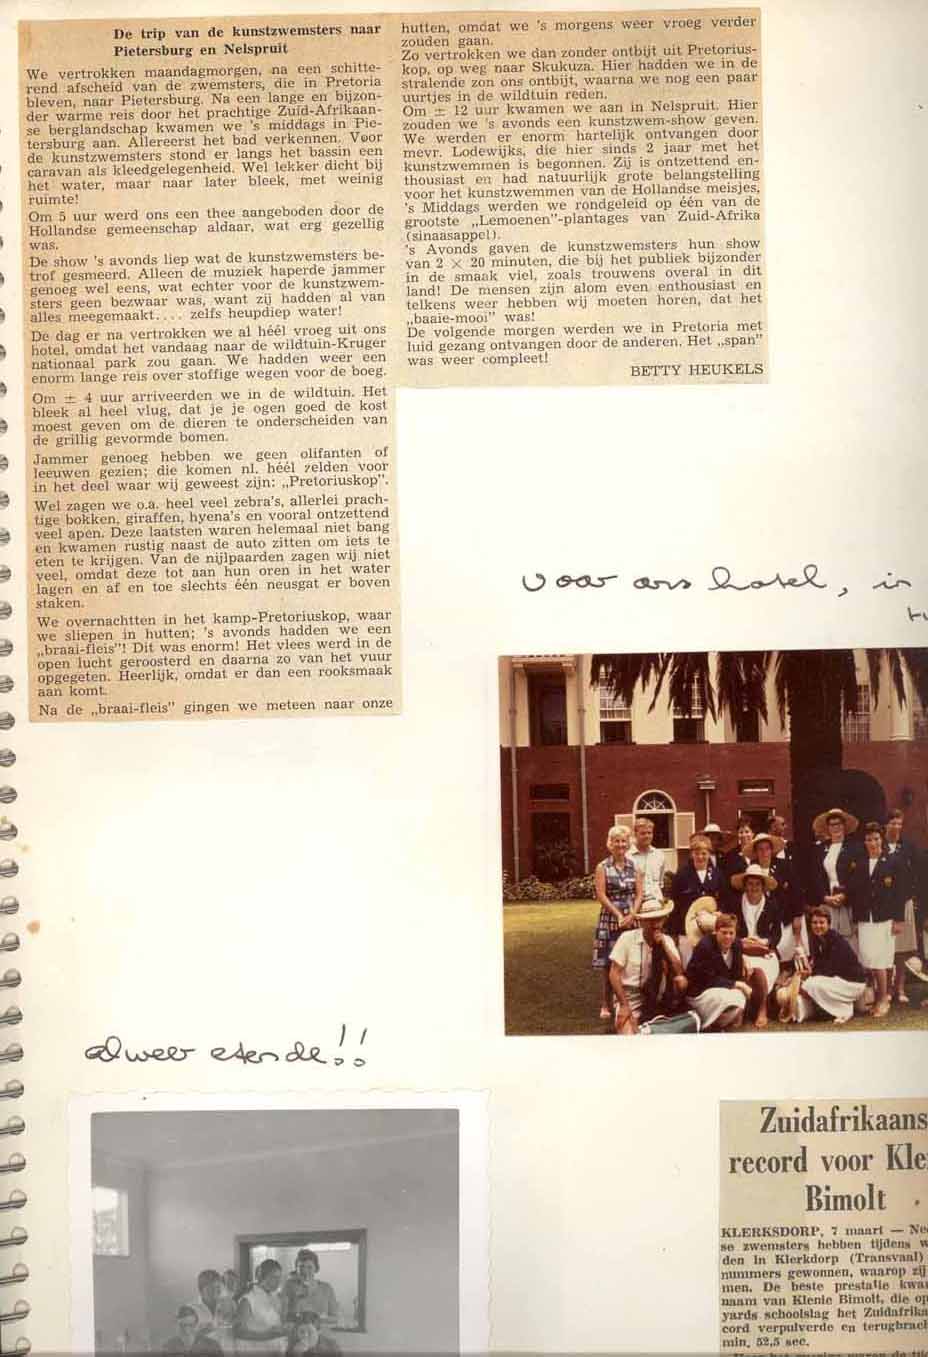 De trip van de kunstzwemsters naar
Pietersburg en Nelspruit
We vertrokken maandagmorgen, na een schitte-
rend afscheid van de zwemsters, die in Pretoria
bleven, naar Pietersburg. Na een lange en bijzon-
der warme reis door het prachtige Zuid-Afrikaan-
se berglandschap kwamen we 's middags in Pie-
tersburg aan. Allereerst het bad verkennen. Voor
de kunstzwemsters stond er langs het bassin een
caravan als kleedgelegenheid. Wel lekker dicht bij
het water, maar naar later bleek, met weinig
ruimte!
Om 5 uur werd ons een thee aangeboden door de
Hollandse gemeenschap aldaar, wat erg gezellig
was.
De show 's avonds liep wat de kunstzwemsters be-
trof gesmeerd. Alleen de muziek haperde jammer
genoeg wel eens, wat echter voor de kunstzwem-
sters geen bezwaar was, want zij hadden al van
alles meegemaakt.... zelfs heupdiep water!
De dag er na vertrokken we al héél vroeg uit ons
hotel, omdat het vandaag naar de wildtuin-Kruger
nationaal park zou gaan. We hadden weer een
enorm lange reis over stoffige wegen voor de boeg.
Om ± 4 uur arriveerden we in de wildtuin. Het
bleek al heel vlug, dat je je ogen goed de kost
moest geven om de dieren te onderscheiden van
de grillig gevormde bomen.
Jammer genoeg hebben we geen olifanten of
leeuwen gezien; die komen nl. héél zelden voor
in het deel waar wij geweest zijn: „Pretoriuskop".
Wel zagen we o.a. heel veel zebra's, allerlei prach-
tige bokken, giraffen, hyena's en vooral ontzettend
veel apen. Deze laatsten waren helemaal niet bang
en kwamen rustig naast de auto zitten om iets te
eten te krijgen. Van de nijlpaarden zagen wij niet
veel, omdat deze tot aan hun oren in het water
lagen en af en toe slechts één neusgat er boven
staken.
We overnachtten in het kamp-Pretoriuskop, waar
we sliepen in hutten; 's avonds hadden we een
„braai-fleis"! Dit was enorm! Het vlees werd in de
open lucht geroosterd en daarna zo van het vuur
opgegeten. Heerlijk, omdat er dan een rooksmaak
aan komt.
Na de „braai-fleis" gingen we meteen naar onze
hutten, omdat we 's morgens weer vroeg verder
zouden gaan.
Zo vertrokken we dan zonder ontbijt uit Pretorius-
kop, op weg naar Skukuza. Hier hadden we in de
stralende zon ons ontbijt, waarna we nog een paar
uurtjes in de wildtuin reden.
Om ± 12 uur kwamen we aan in Nelspruit. Hier
zouden we 's avonds een kunstzwem-show geven.
We werden er enorm hartelijk ontvangen door
mevr. Lodewijks, die hier sinds 2 jaar met het
kunstzwemmen is begonnen. Zij is ontzettend en-
thousiast en had natuurlijk grote belangstelling
voor het kunstzwemmen van de Hollandse meisjes,
's Middags werden we rondgeleid op één van de
grootste „Lemoenen"-plantages van Zuid-Afrika
(sinaasappel).
's Avonds gaven de kunstzwemsters hun show
van 2 × 20 minuten, die bij het publiek bijzonder
in de smaak viel, zoals trouwens overal in dit
land! De mensen zijn alom even enthousiast en
telkens weer hebben wij moeten horen, dat het
„baaie-mooi" was!
De volgende morgen werden we in Pretoria met
luid gezang ontvangen door de anderen. Het „span"
was weer compleet!
BETTY HEUKELS
voor ons hotel, in
alweer etende!!
Zuidafrikaans
record voor Kle
Bimolt
KLERKSDORP, 7 maart — Ne
se zwemsters hebben tijdens w
den in Klerkdorp (Transvaal)
nummers gewonnen, waarop zij
men. De beste prestatie kwa
naam van Klenie Bimolt, die op
yards schoolslag het Zuidafrika
cord verpulverde en terugbrach
min. 52,5 sec.